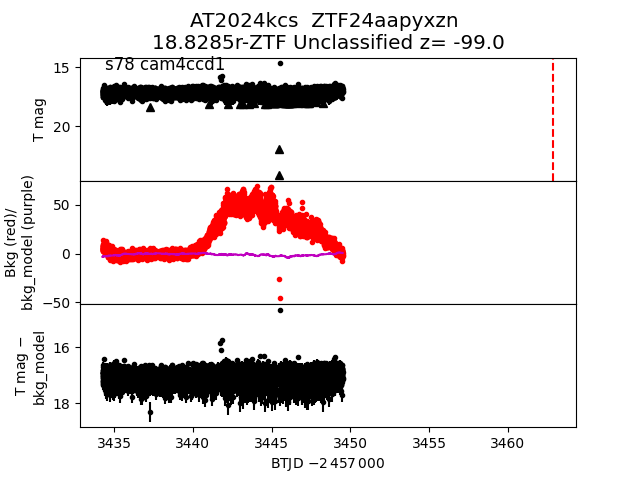 AT2024kcs  ZTF24aapyxzn
18.8285r-ZTF Unclassified z= -99.0
s78 cam4ccd1
15
20
T mag
50
0
−50
Bkg (red)/
bkg_model (purple)
16
18
T mag −
bkg_model
3435 3440 3445 3450 3455 3460
BTJD −2 457 000